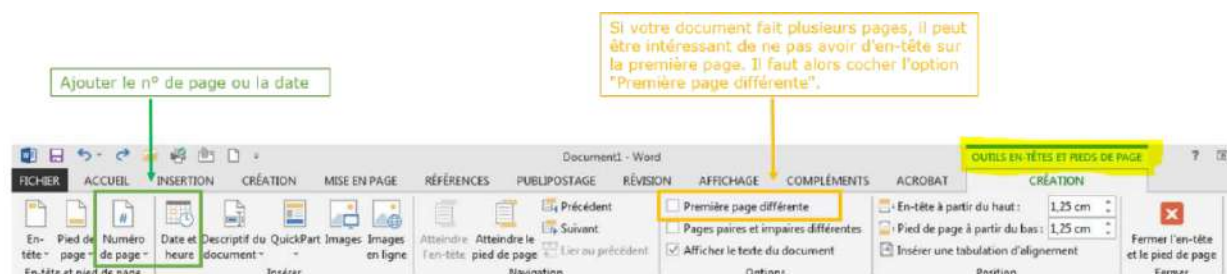 Si votre document fait plusieurs pages, il peut
être intéressant de ne pas avoir d'en-tête sur
la première page. Il faut alors cocher l'option
"Première page différente".
Ajouter le n° de page ou la date
Document1 - Word
OUTILS EN-TÊTES ET PIEDS DE PAGE
?
FICHIER ACCUEIL INSERTION CRÉATION MISE EN PAGE RÉFÉRENCES PUBLIPOSTAGE RÉVISION AFFICHAGE COMPLÉMENTS ACROBAT CRÉATION
En-
tête
Pied de
page
#
Numéro
de page
Date et
heure
Descriptif du
document
QuickPart
Images
Images
en ligne
Atteindre
l'en-tête
Atteindre le
pied de page
Précédent
Suivant
Lier au précédent
Première page différente
Pages paires et impaires différentes
Afficher le texte du document
En-tête à partir du haut : 1,25 cm
Pied de page à partir du bas : 1,25 cm
Insérer une tabulation d'alignement
Fermer l'en-tête
et le pied de page
En-tête et pied de page Insérer Navigation Options Position Fermer